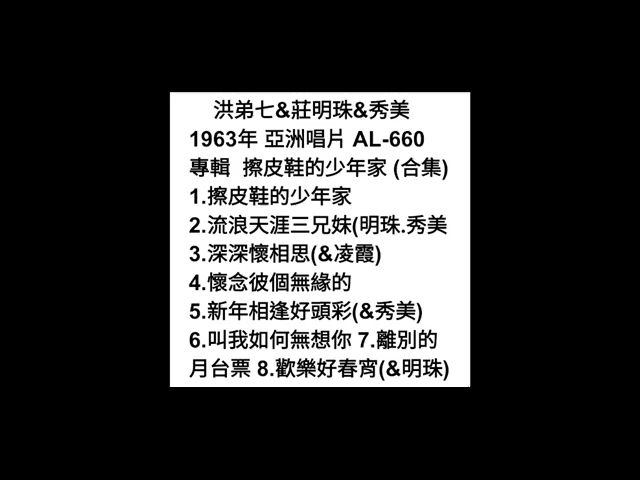 洪弟七&莊明珠&秀美
1963年 亞洲唱片 AL-660
專輯 擦皮鞋的少年家 (合集)
1.擦皮鞋的少年家
2.流浪天涯三兄妹(明珠.秀美
3.深深懷相思(&凌霞)
4.懷念彼個無緣的
5.新年相逢好頭彩(&秀美)
6.叫我如何無想你 7.離別的
月台票 8.歡樂好春宵(&明珠)